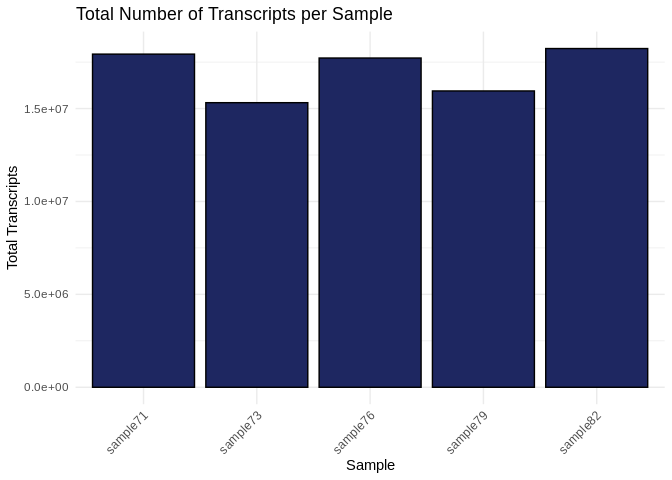 Total Number of Transcripts per Sample
Total Transcripts
1.5e+07
1.0e+07
5.0e+06
0.0e+00
sample71
sample73
sample76
sample79
sample82
Sample